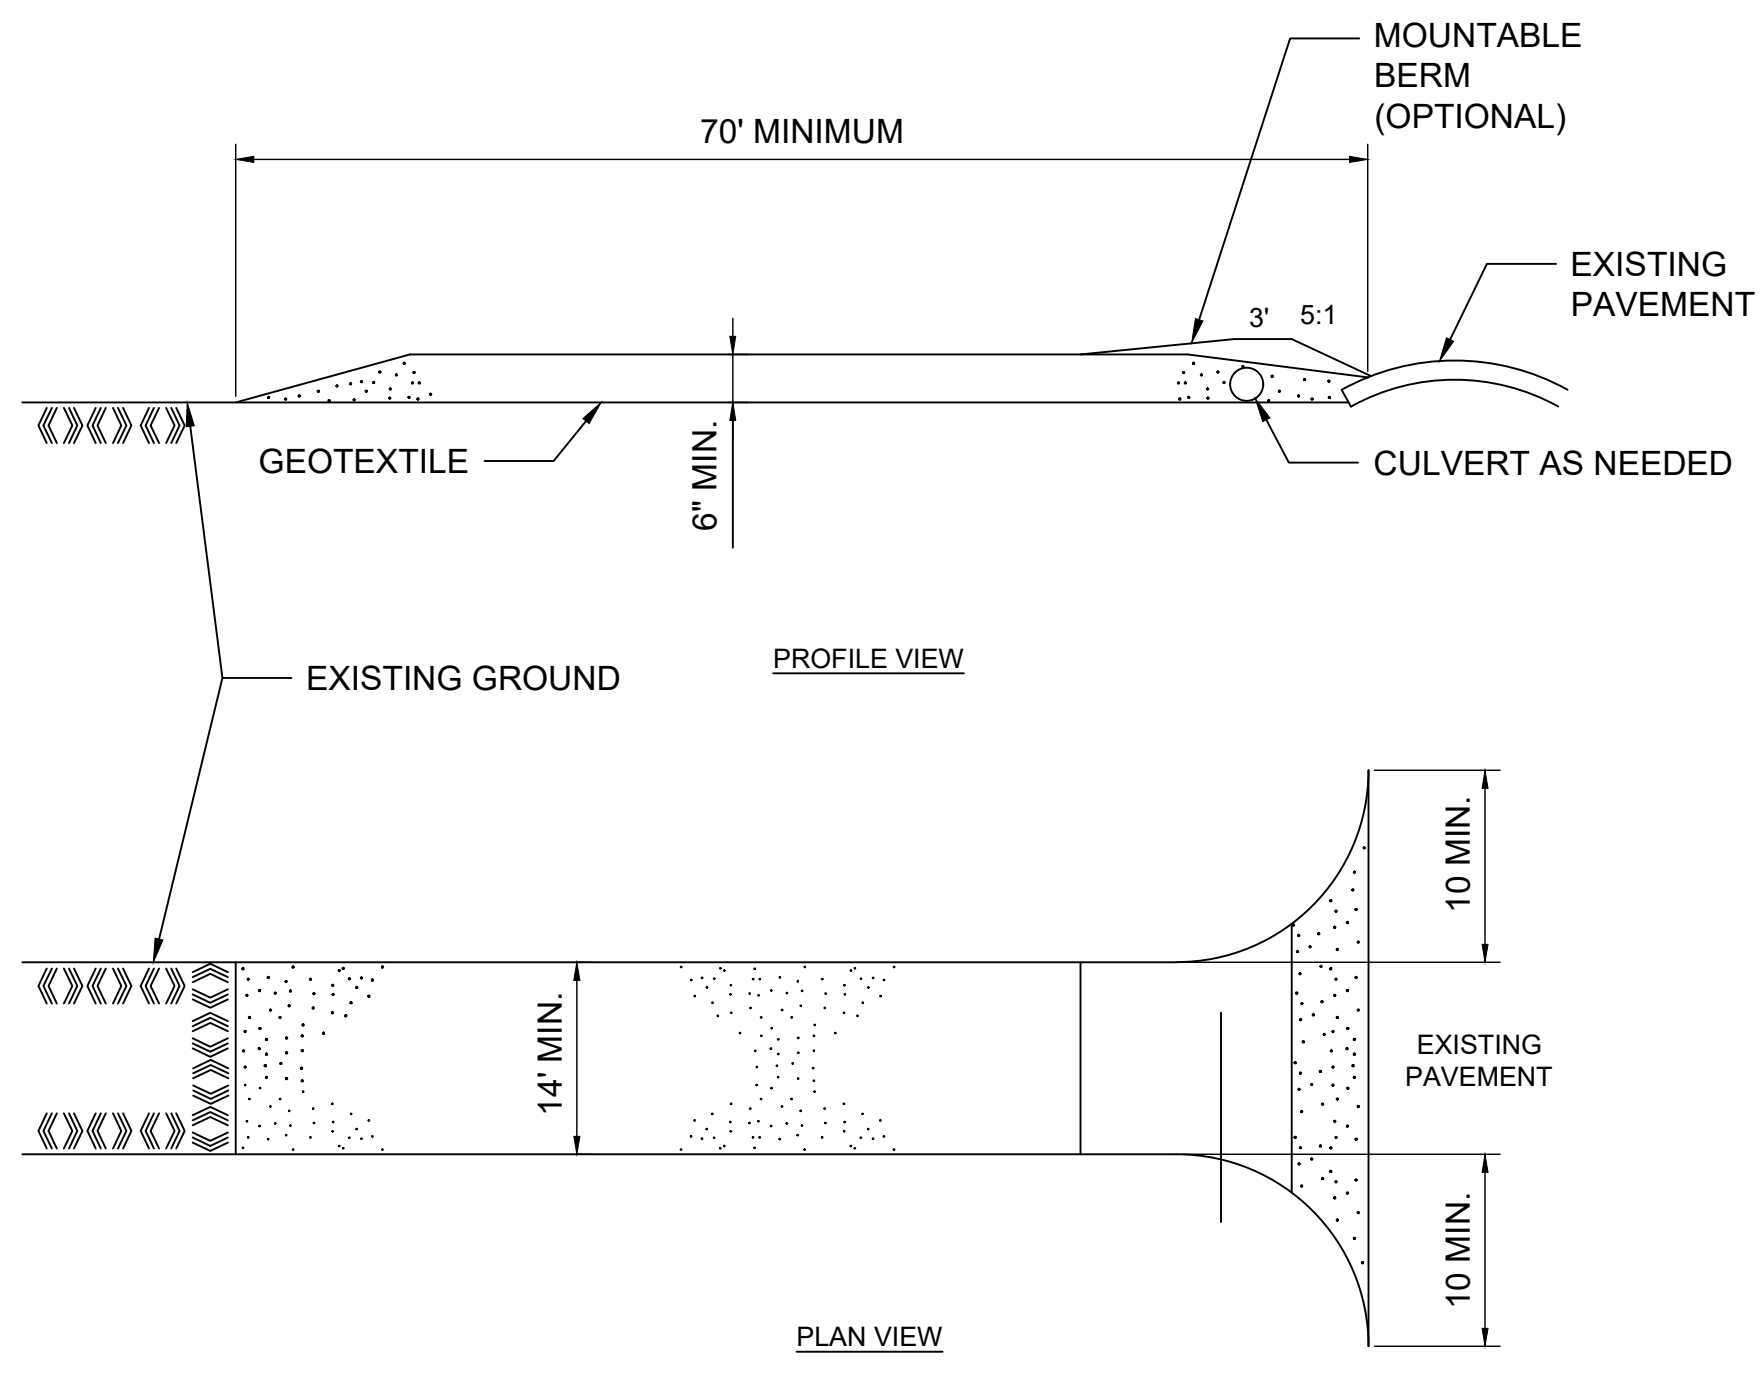 MOUNTABLE
BERM
(OPTIONAL)
70' MINIMUM
EXISTING
PAVEMENT
3'
5:1
GEOTEXTILE
6" MIN.
CULVERT AS NEEDED
PROFILE VIEW
EXISTING GROUND
10 MIN.
14' MIN.
EXISTING
PAVEMENT
10 MIN.
PLAN VIEW